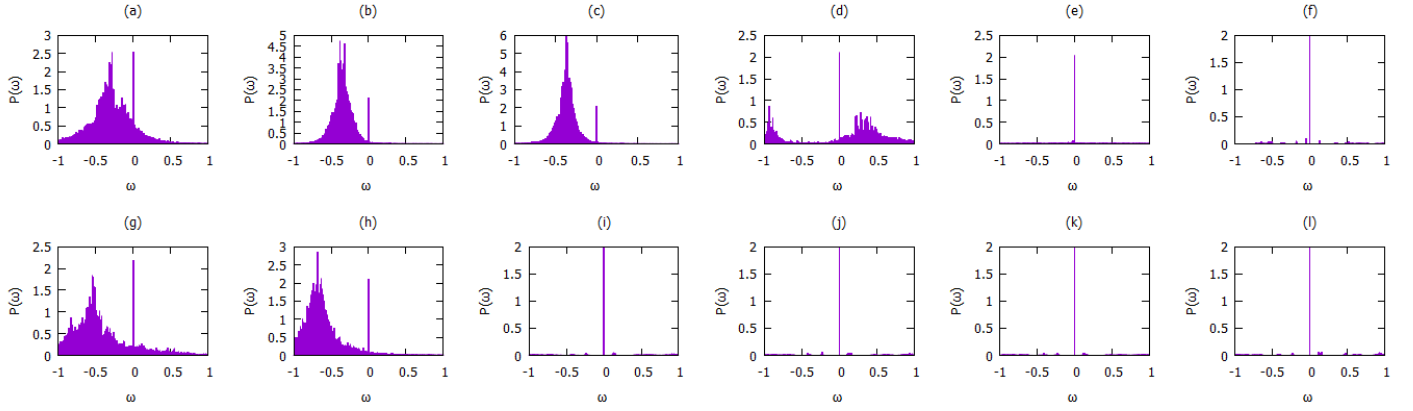 (a) (b) (c) (d) (e) (f)
3 2.5 2 1.5 1 0.5 0 P(ω) -1 -0.5 0 0.5 1 ω
5 4.5 4 3.5 3 2.5 2 1.5 1 0.5 0 P(ω) -1 -0.5 0 0.5 1 ω
6 5 4 3 2 1 0 P(ω) -1 -0.5 0 0.5 1 ω
2.5 2 1.5 1 0.5 0 P(ω) -1 -0.5 0 0.5 1 ω
2.5 2 1.5 1 0.5 0 P(ω) -1 -0.5 0 0.5 1 ω
2 1.5 1 0.5 0 P(ω) -1 -0.5 0 0.5 1 ω
(g) (h) (i) (j) (k) (l)
2.5 2 1.5 1 0.5 0 P(ω) -1 -0.5 0 0.5 1 ω
3 2.5 2 1.5 1 0.5 0 P(ω) -1 -0.5 0 0.5 1 ω
2 1.5 1 0.5 0 P(ω) -1 -0.5 0 0.5 1 ω
2 1.5 1 0.5 0 P(ω) -1 -0.5 0 0.5 1 ω
2 1.5 1 0.5 0 P(ω) -1 -0.5 0 0.5 1 ω
2 1.5 1 0.5 0 P(ω) -1 -0.5 0 0.5 1 ω